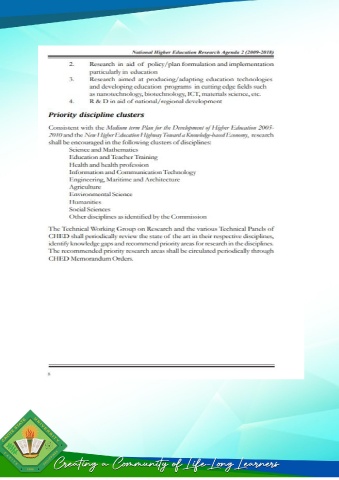 National Higher Education Research Agenda 2 (2009-2018)
2. Research in aid of policy/plan formulation and implementation
particularly in education
3. Research aimed at producing/adapting education technologies
and developing education programs in cutting edge fields such
as nanotechnology, biotechnology, ICT, materials science, etc.
4. R & D in aid of national/regional development
Priority discipline clusters
Consistent with the Medium term Plan for the Development of Higher Education 2005-
2010 and the New Higher Education Highway Toward a Knowledge-based Economy, research
shall be encouraged in the following clusters of disciplines:
Science and Mathematics
Education and Teacher Training
Health and health profession
Information and Communication Technology
Engineering, Maritime and Architecture
Agriculture
Environmental Science
Humanities
Social Sciences
Other disciplines as identified by the Commission
The Technical Working Group on Research and the various Technical Panels of
CHED shall periodically review the state of the art in their respective disciplines,
identify knowledge gaps and recommend priority areas for research in the disciplines.
The recommended priority research areas shall be circulated periodically through
CHED Memorandum Orders.
Creating a Community of Life-Long Learners